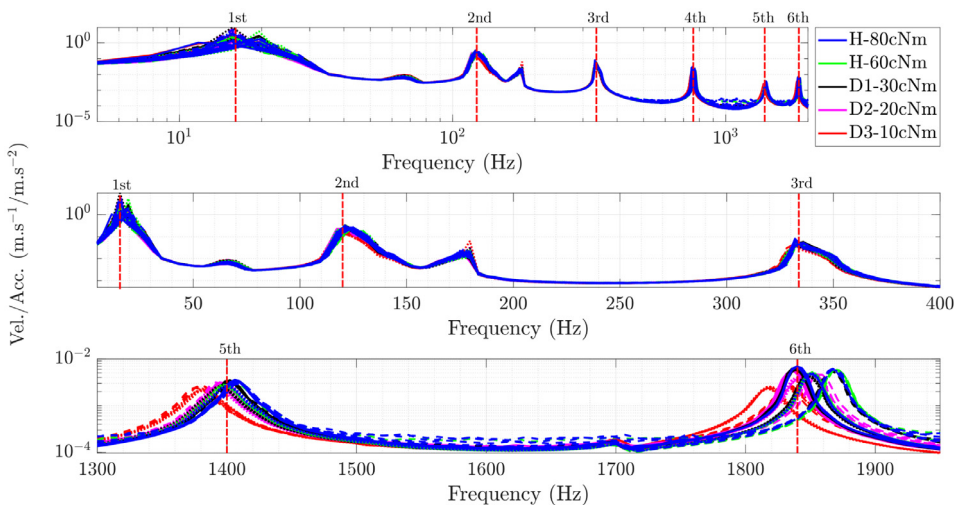 1st 2nd 3rd 4th 5th 6th
10^0
10^-5
10^1 10^2 10^3
Frequency (Hz)
H-80cNm
H-60cNm
D1-30cNm
D2-20cNm
D3-10cNm
Vel./Acc. (m.s^-1/m.s^-2)
1st 2nd 3rd
10^0
50 100 150 200 250 300 350 400
Frequency (Hz)
5th 6th
10^-2
10^-4
1300 1400 1500 1600 1700 1800 1900
Frequency (Hz)